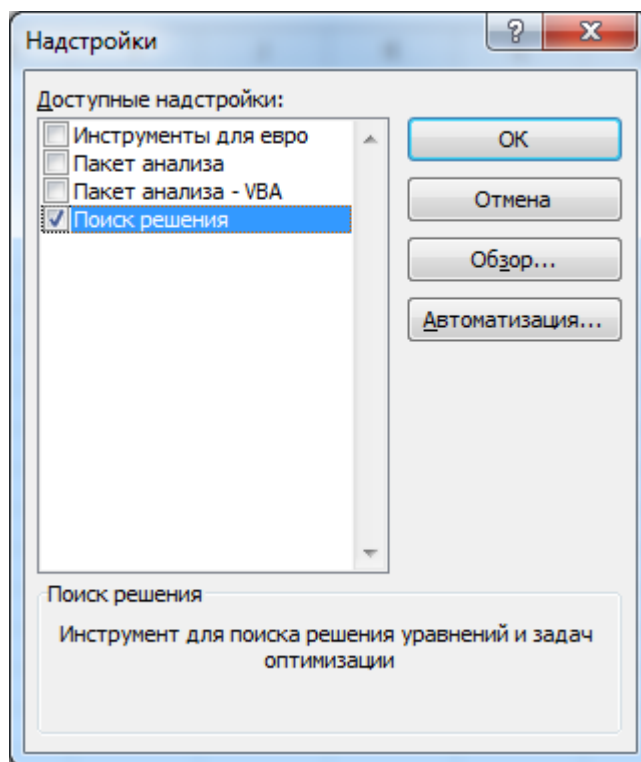 Надстройки
Доступные надстройки:
Инструменты для евро
Пакет анализа
Пакет анализа - VBA
Поиск решения
ОК
Отмена
Обзор...
Автоматизация...
Поиск решения
Инструмент для поиска решения уравнений и задач
оптимизации